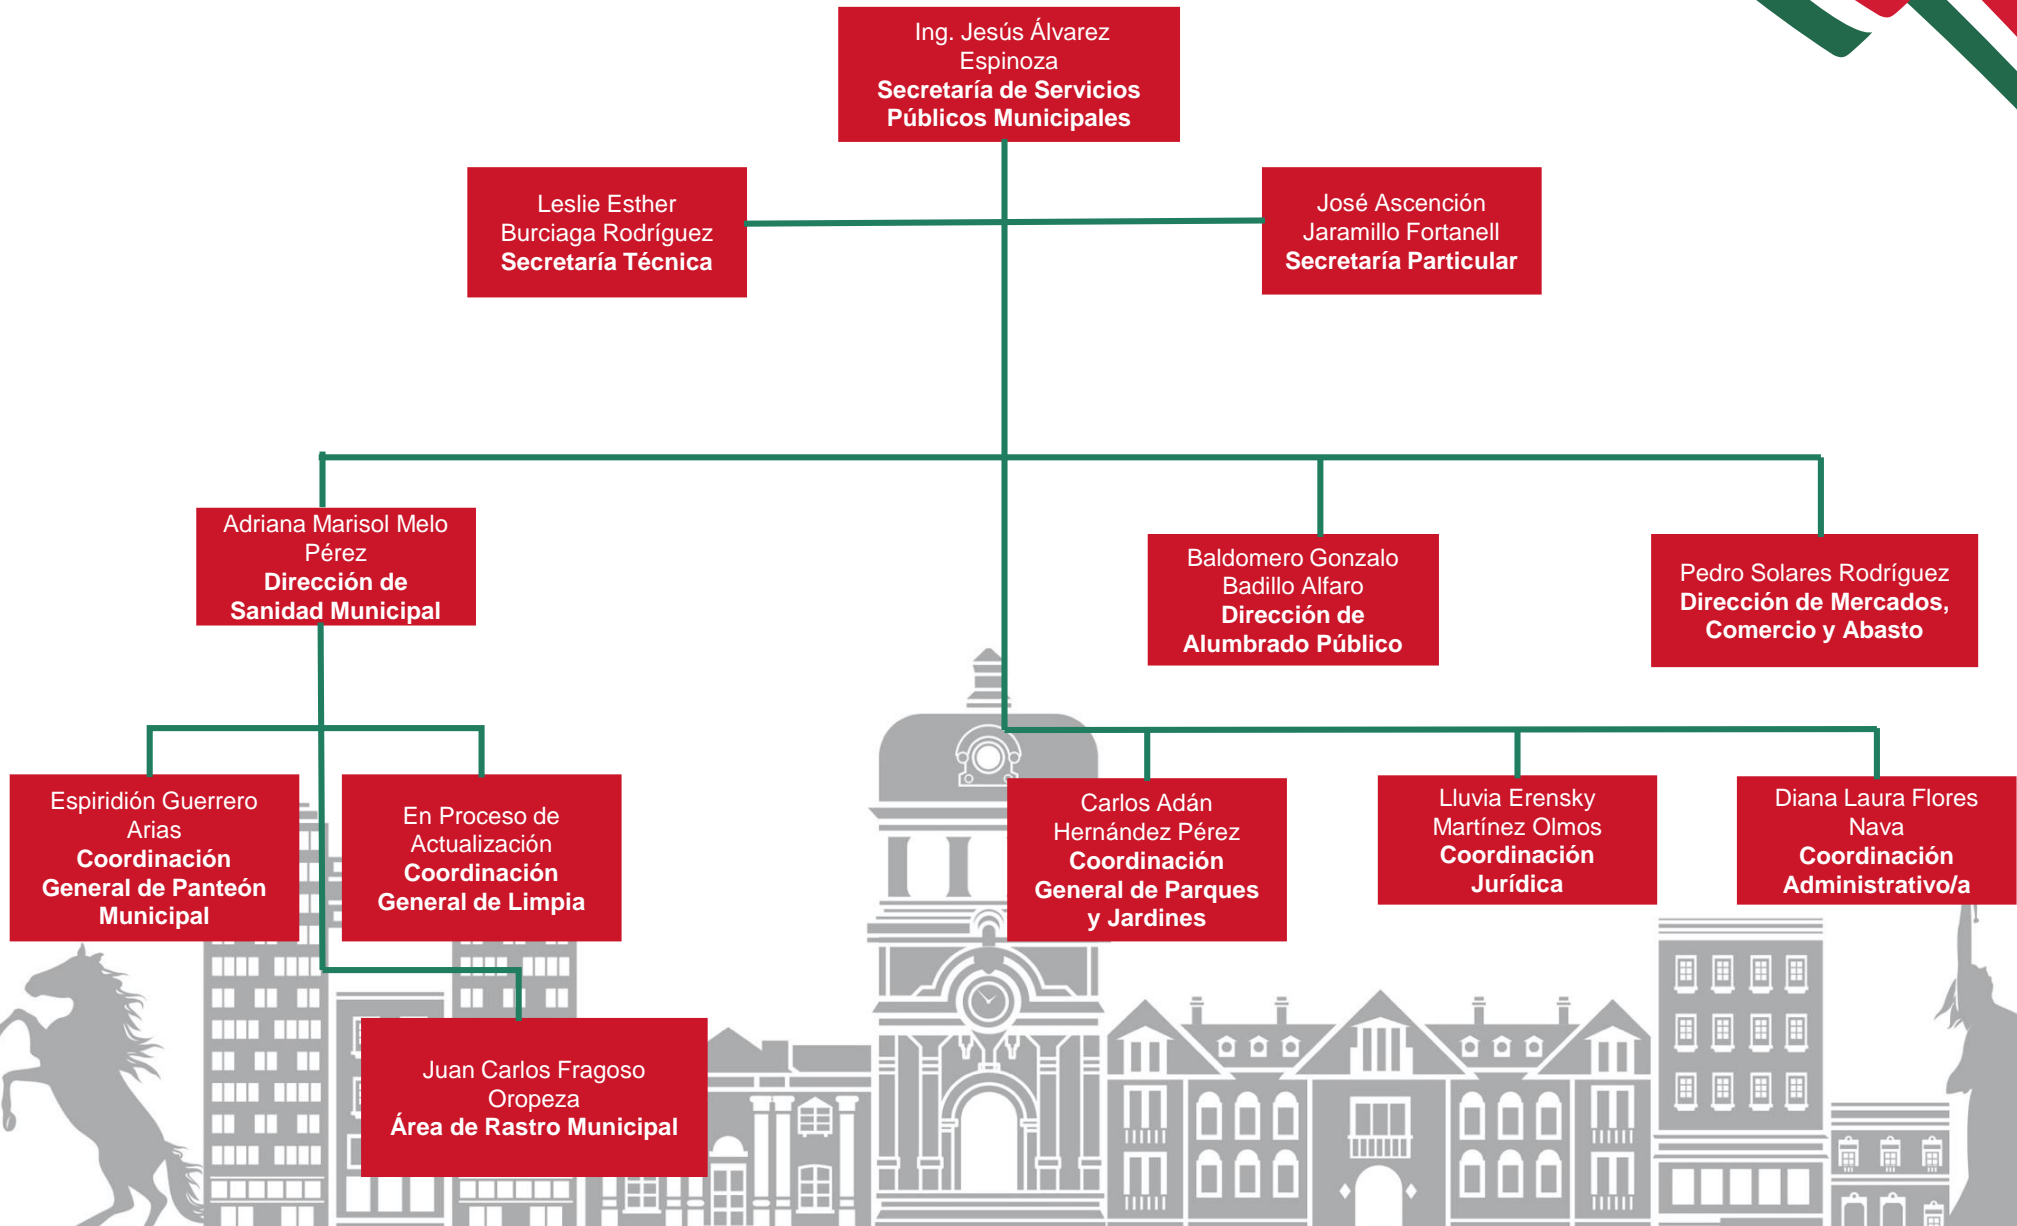 Ing. Jesús Álvarez
Espinoza
Secretaría de Servicios
Públicos Municipales
Leslie Esther
Burciaga Rodríguez
Secretaría Técnica
José Ascención
Jaramillo Fortanell
Secretaría Particular
Adriana Marisol Melo
Pérez
Dirección de
Sanidad Municipal
Baldomero Gonzalo
Badillo Alfaro
Dirección de
Alumbrado Público
Pedro Solares Rodríguez
Dirección de Mercados,
Comercio y Abasto
Espiridión Guerrero
Arias
Coordinación
General de Panteón
Municipal
En Proceso de
Actualización
Coordinación
General de Limpia
Carlos Adán
Hernández Pérez
Coordinación
General de Parques
y Jardines
Lluvia Erensky
Martínez Olmos
Coordinación
Jurídica
Diana Laura Flores
Nava
Coordinación
Administrativo/a
Juan Carlos Fragoso
Oropeza
Área de Rastro Municipal